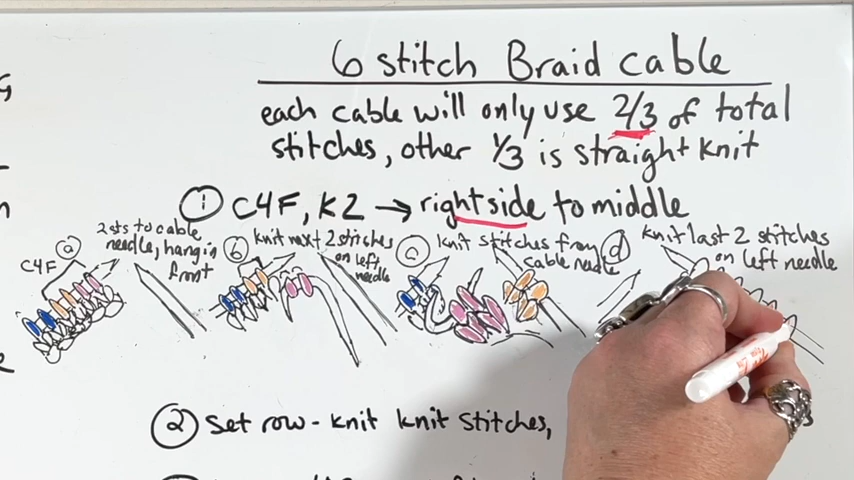 6 stitch Braid cable
each cable will only use 2/3 of total
stitches, other 1/3 is straight knit
① C4F, K2 → right side to middle
ⓐ
C4F
2 sts to cable
needle, hang in
front
ⓑ
knit next 2 stitches
on left
needle
ⓒ
knit stitches from
cable needle
ⓓ
knit last 2 stitches
on left needle
② Set row - knit knit stitches,